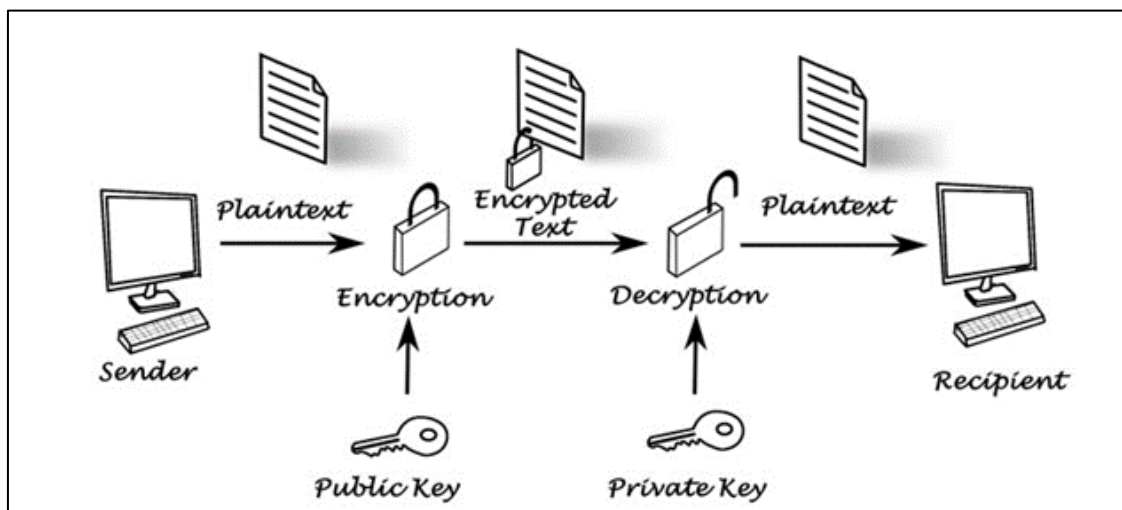 Plaintext
Encrypted
Text
Plaintext
Encryption
Decryption
Sender
Recipient
Public Key
Private Key